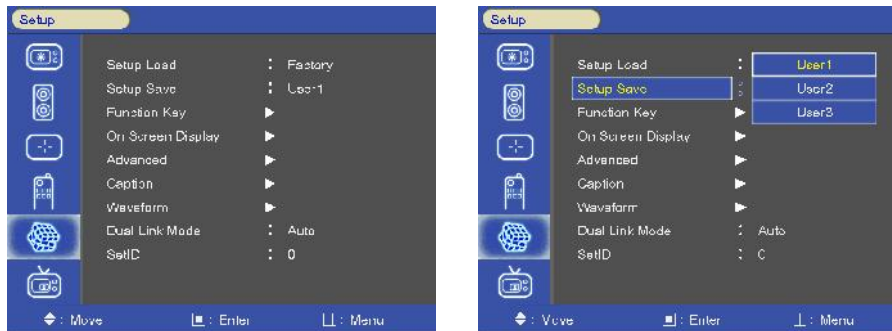 Setup
Setup Load : Factory
Setup Save : User1
Function Key ▶
On Screen Display ▶
Advanced ▶
Caption ▶
Waveform ▶
Dual Link Mode : Auto
SetID : 0
: Move : Enter : Menu
Setup
Setup Load :
Setup Save :
User1
User2
User3
Function Key ▶
On Screen Display ▶
Advanced ▶
Caption ▶
Waveform ▶
Dual Link Mode : Auto
SetID : 0
: Move : Enter : Menu